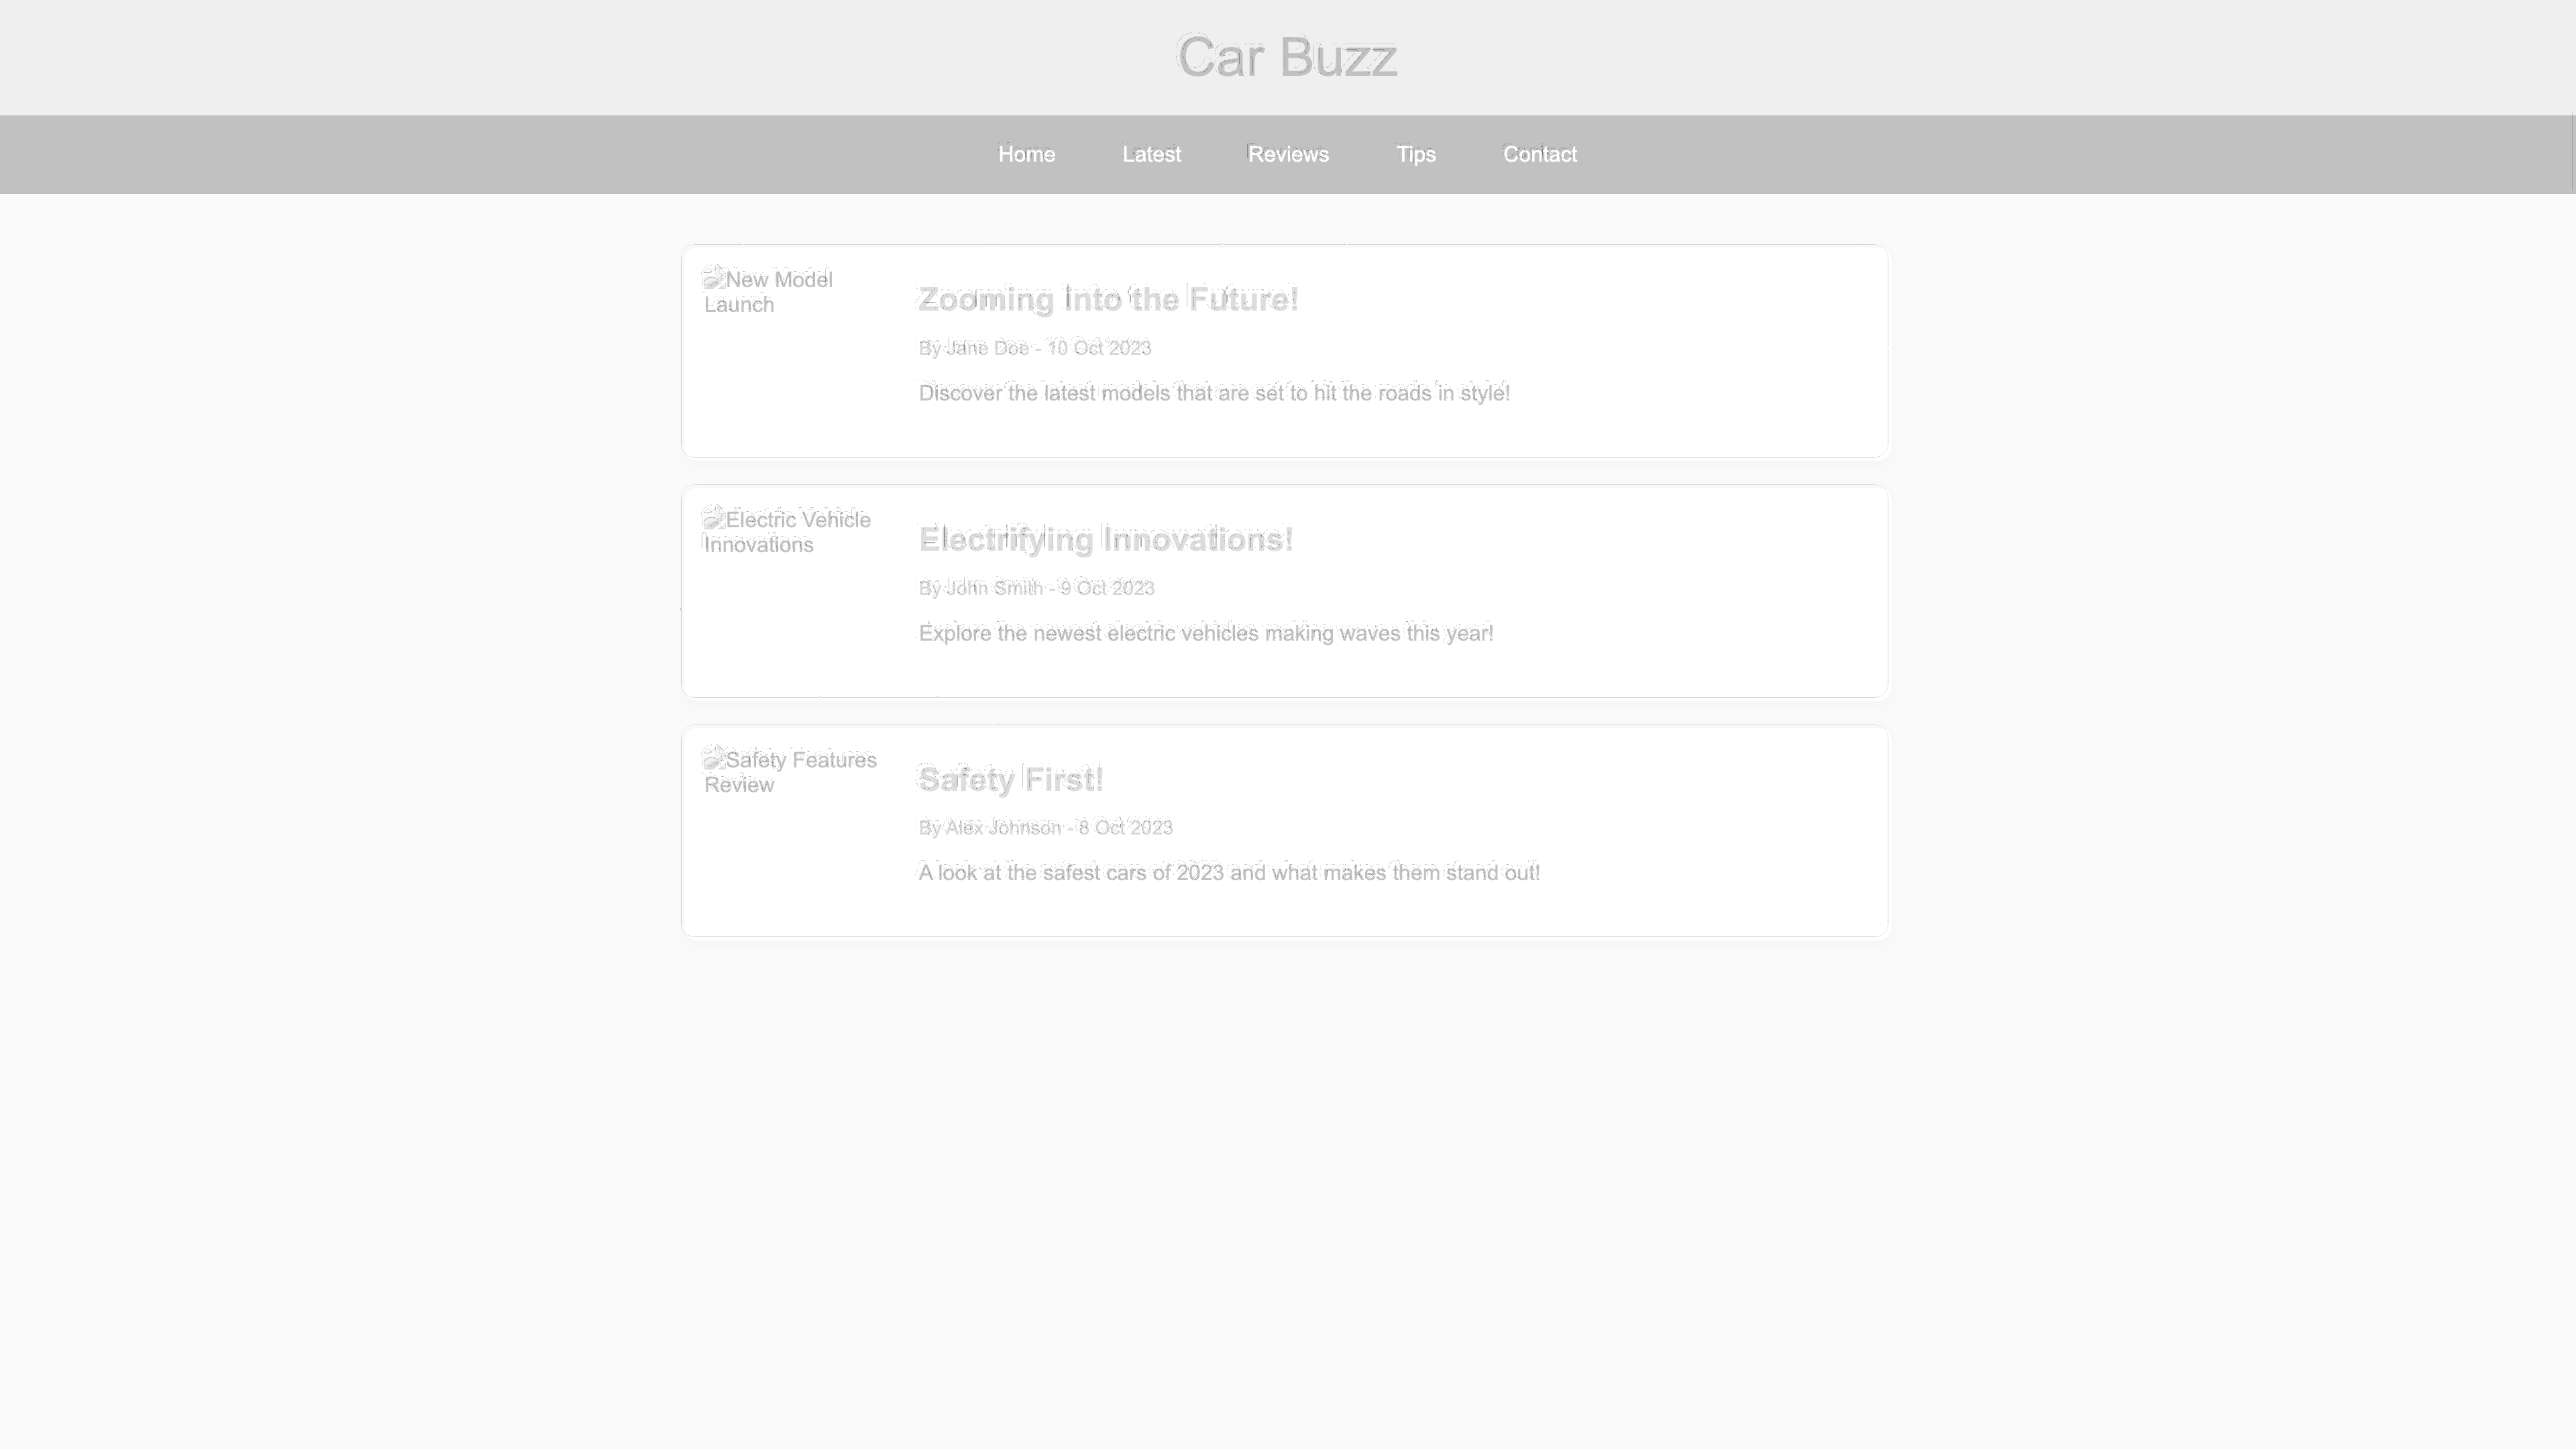 Car Buzz
Home Latest Reviews Tips Contact
New Model
Launch
Zooming Into the Future!
By Jane Doe - 10 Oct 2023
Discover the latest models that are set to hit the roads in style!
Electric Vehicle
Innovations
Electrifying Innovations!
By John Smith - 9 Oct 2023
Explore the newest electric vehicles making waves this year!
Safety Features
Review
Safety First!
By Alex Johnson - 8 Oct 2023
A look at the safest cars of 2023 and what makes them stand out!